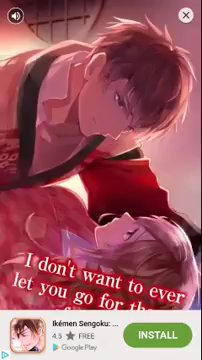 I don't want to ever
let you go for the
Ikémen Sengoku: ...
4.5 ★ FREE
Google Play
INSTALL